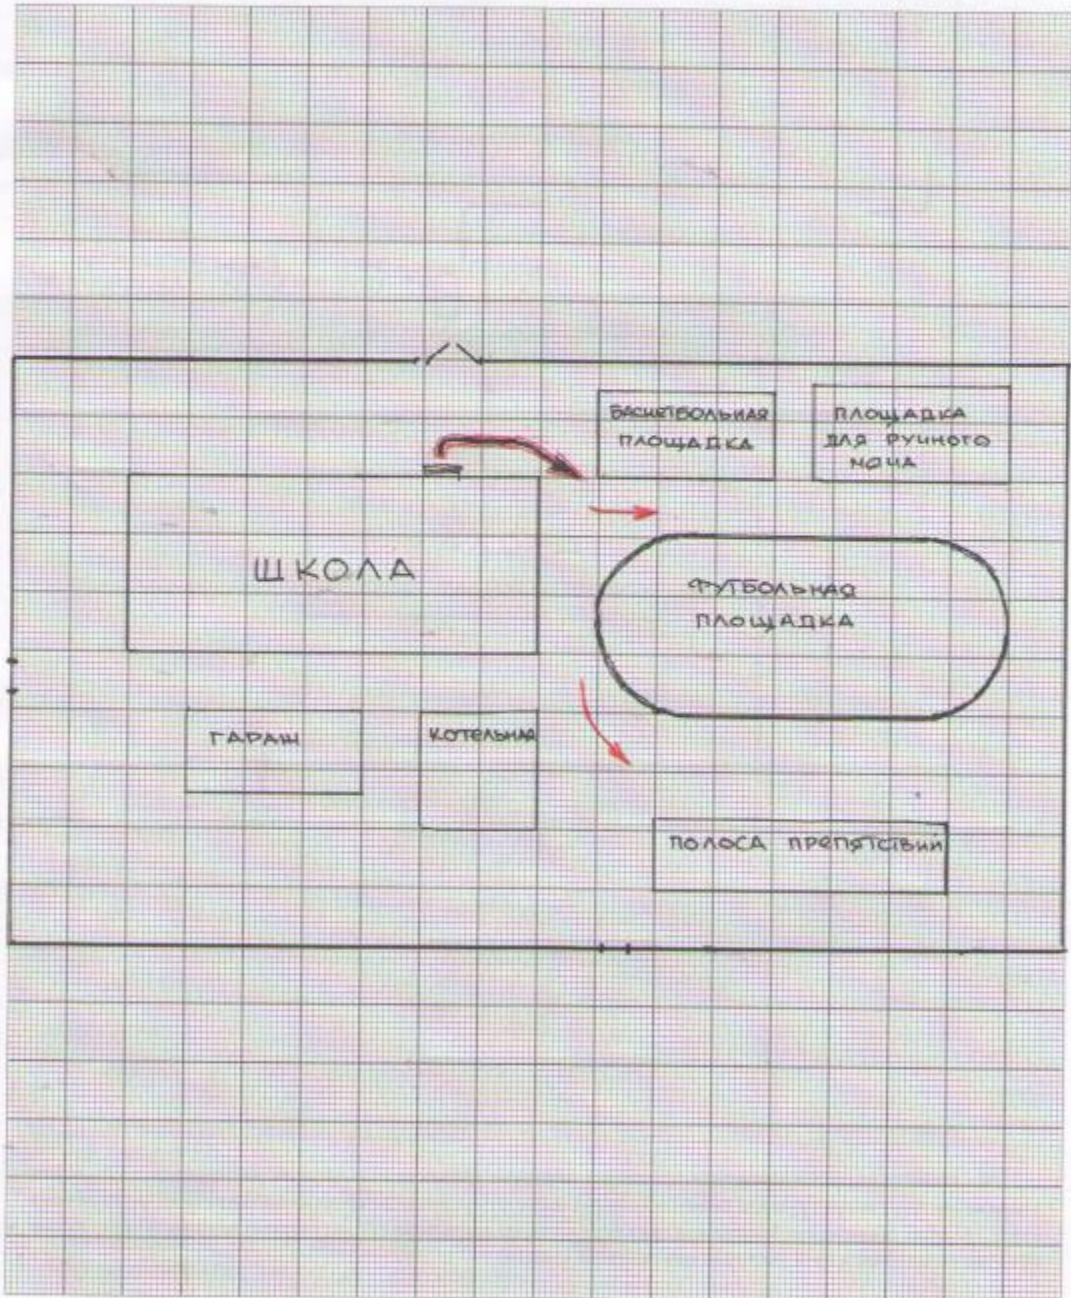 БАСКЕТБОЛЬНАЯ
ПЛОЩАДКА
ПЛОЩАДКА
ДЛЯ РУЧНОГО
МЯЧА
ШКОЛА
ФУТБОЛЬНАЯ
ПЛОЩАДКА
ГАРАЖ
КОТЕЛЬНАЯ
ПОЛОСА ПРЕПЯТСТВИЙ